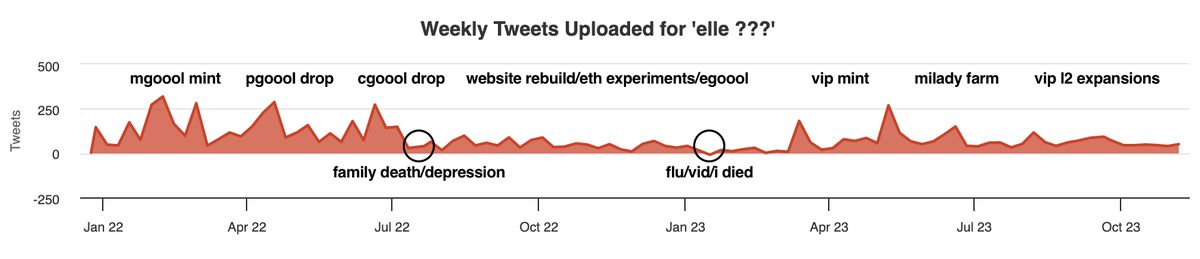 Weekly Tweets Uploaded for 'elle ???'
500
mgoool mint pgoool drop cgoool drop website rebuild/eth experiments/egoool vip mint milady farm vip l2 expansions
Tweets
250
0
family death/depression flu/vid/i died
-250
Jan 22 Apr 22 Jul 22 Oct 22 Jan 23 Apr 23 Jul 23 Oct 23